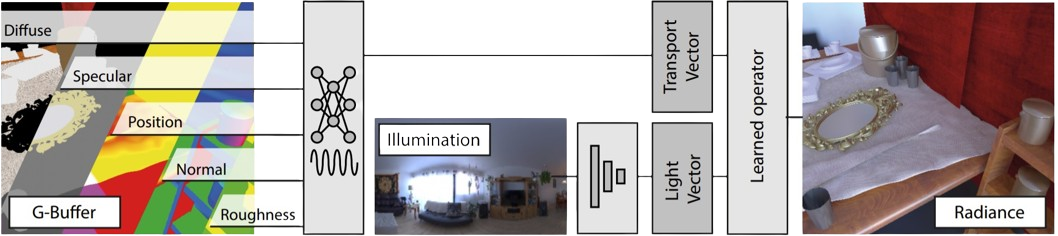 Diffuse
Specular
Position
Normal
Roughness
G-Buffer
Illumination
Transport
Vector
Light
Vector
Learned operator
Radiance